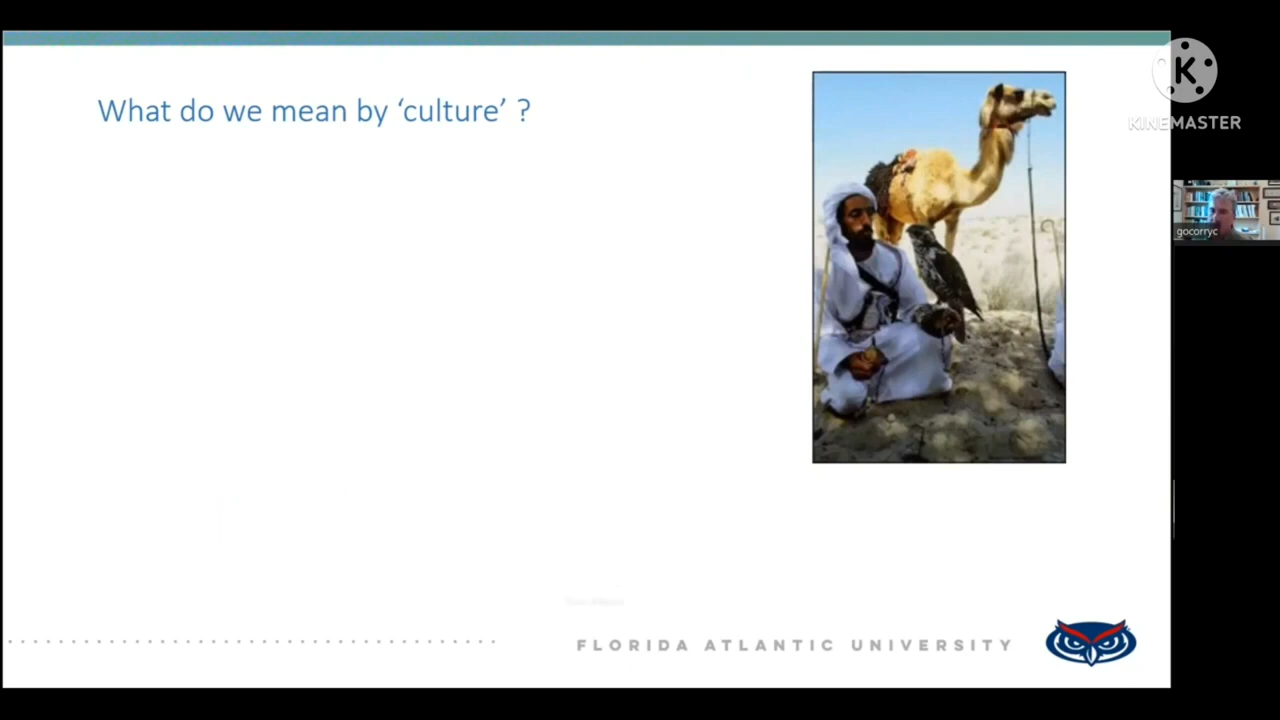 What do we mean by ‘culture’ ?
K
KINEMASTER
gocorryc
FLORIDA ATLANTIC UNIVERSITY